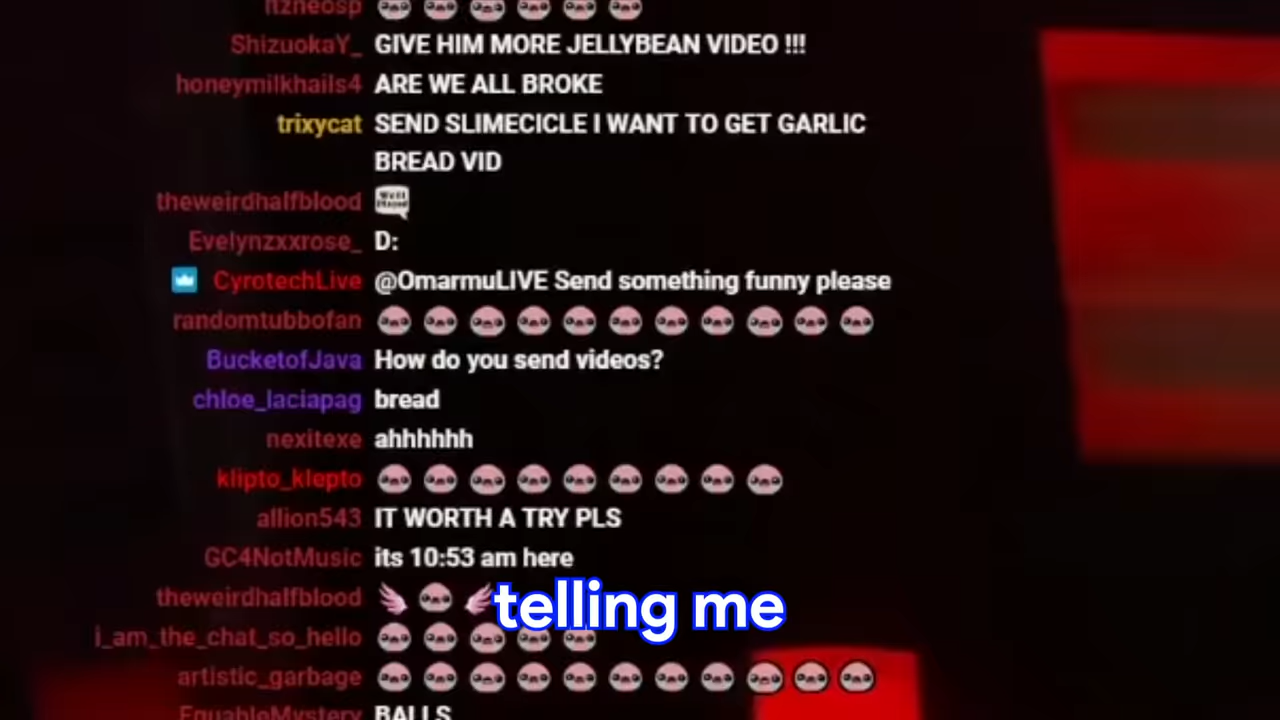 itzneosp
ShizuokaY_ GIVE HIM MORE JELLYBEAN VIDEO !!!
honeymilkhails4 ARE WE ALL BROKE
trixycat SEND SLIMECICLE I WANT TO GET GARLIC
BREAD VID
theweirdhalfblood
Evelynzxxrose_ D:
CyrotechLive @OmarmuLIVE Send something funny please
randomtubbofan
BucketofJava How do you send videos?
chloe_laciapag bread
nexitexe ahhhhhh
klipto_klepto
allion543 IT WORTH A TRY PLS
GC4NotMusic its 10:53 am here
theweirdhalfblood
telling me
i_am_the_chat_so_hello
artistic_garbage
EquableMystery BALLS